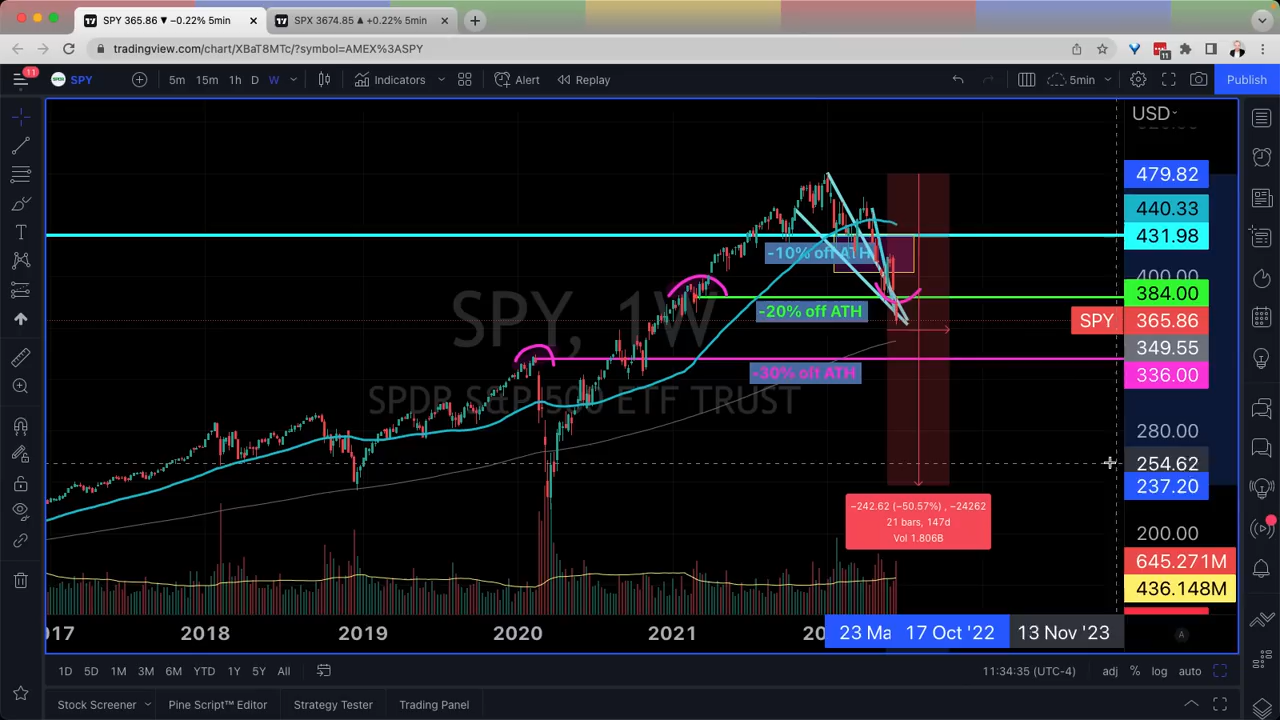 SPY 365.86 ▼ −0.22% 5min
SPX 3674.85 ▲ +0.22% 5min
tradingview.com/chart/XBaT8MTc/?symbol=AMEX%3ASPY
11
11
SPY
5m 15m 1h D W
Indicators
Alert
Replay
5min
Publish
USD
479.82
440.33
431.98
400.00
384.00
SPY 365.86
349.55
336.00
280.00
254.62
237.20
200.00
645.271M
436.148M
-10% off ATH
-20% off ATH
-30% off ATH
SPY, 1W
SPDR S&P 500 ETF TRUST
−242.62 (−50.57%) , −24262
21 bars, 147d
Vol 1.806B
2018 2019 2020 2021
23 Ma 17 Oct '22 13 Nov '23
A
1D 5D 1M 3M 6M YTD 1Y 5Y All
11:34:35 (UTC-4) adj % log auto
Stock Screener Pine Script™ Editor Strategy Tester Trading Panel